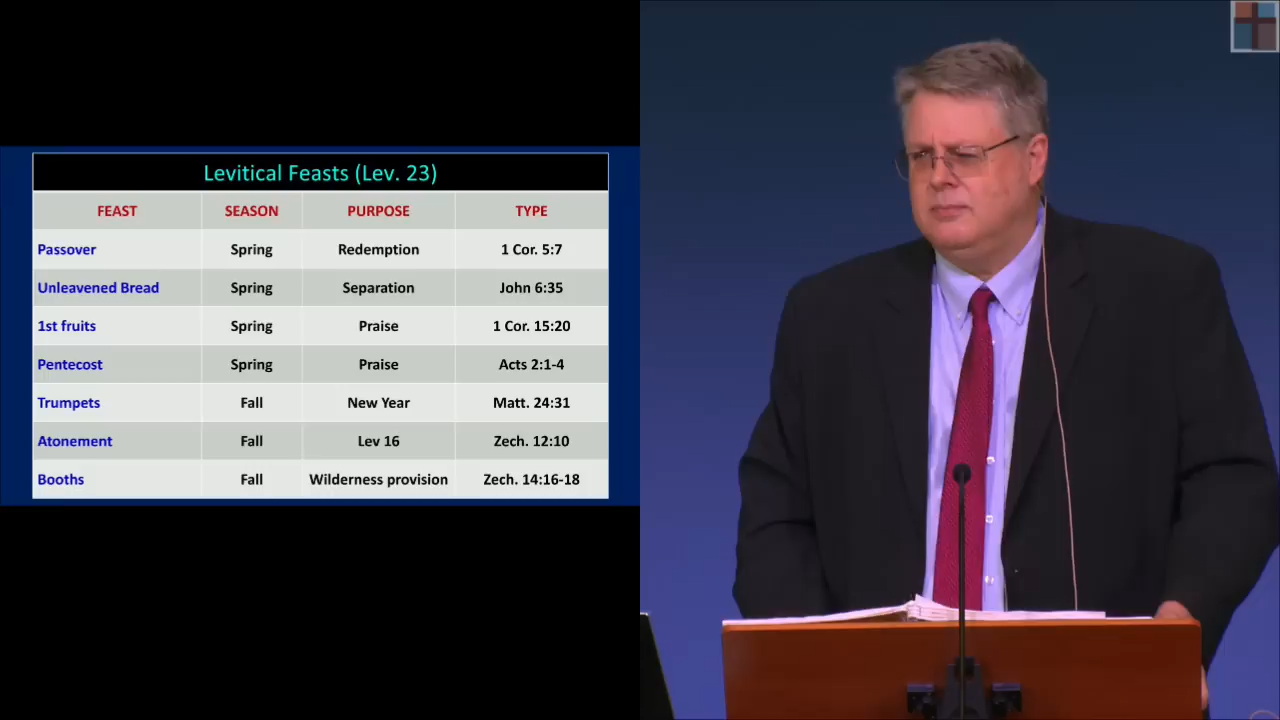 Levitical Feasts (Lev. 23)
FEAST SEASON PURPOSE TYPE
Passover Spring Redemption 1 Cor. 5:7
Unleavened Bread Spring Separation John 6:35
1st fruits Spring Praise 1 Cor. 15:20
Pentecost Spring Praise Acts 2:1-4
Trumpets Fall New Year Matt. 24:31
Atonement Fall Lev 16 Zech. 12:10
Booths Fall Wilderness provision Zech. 14:16-18